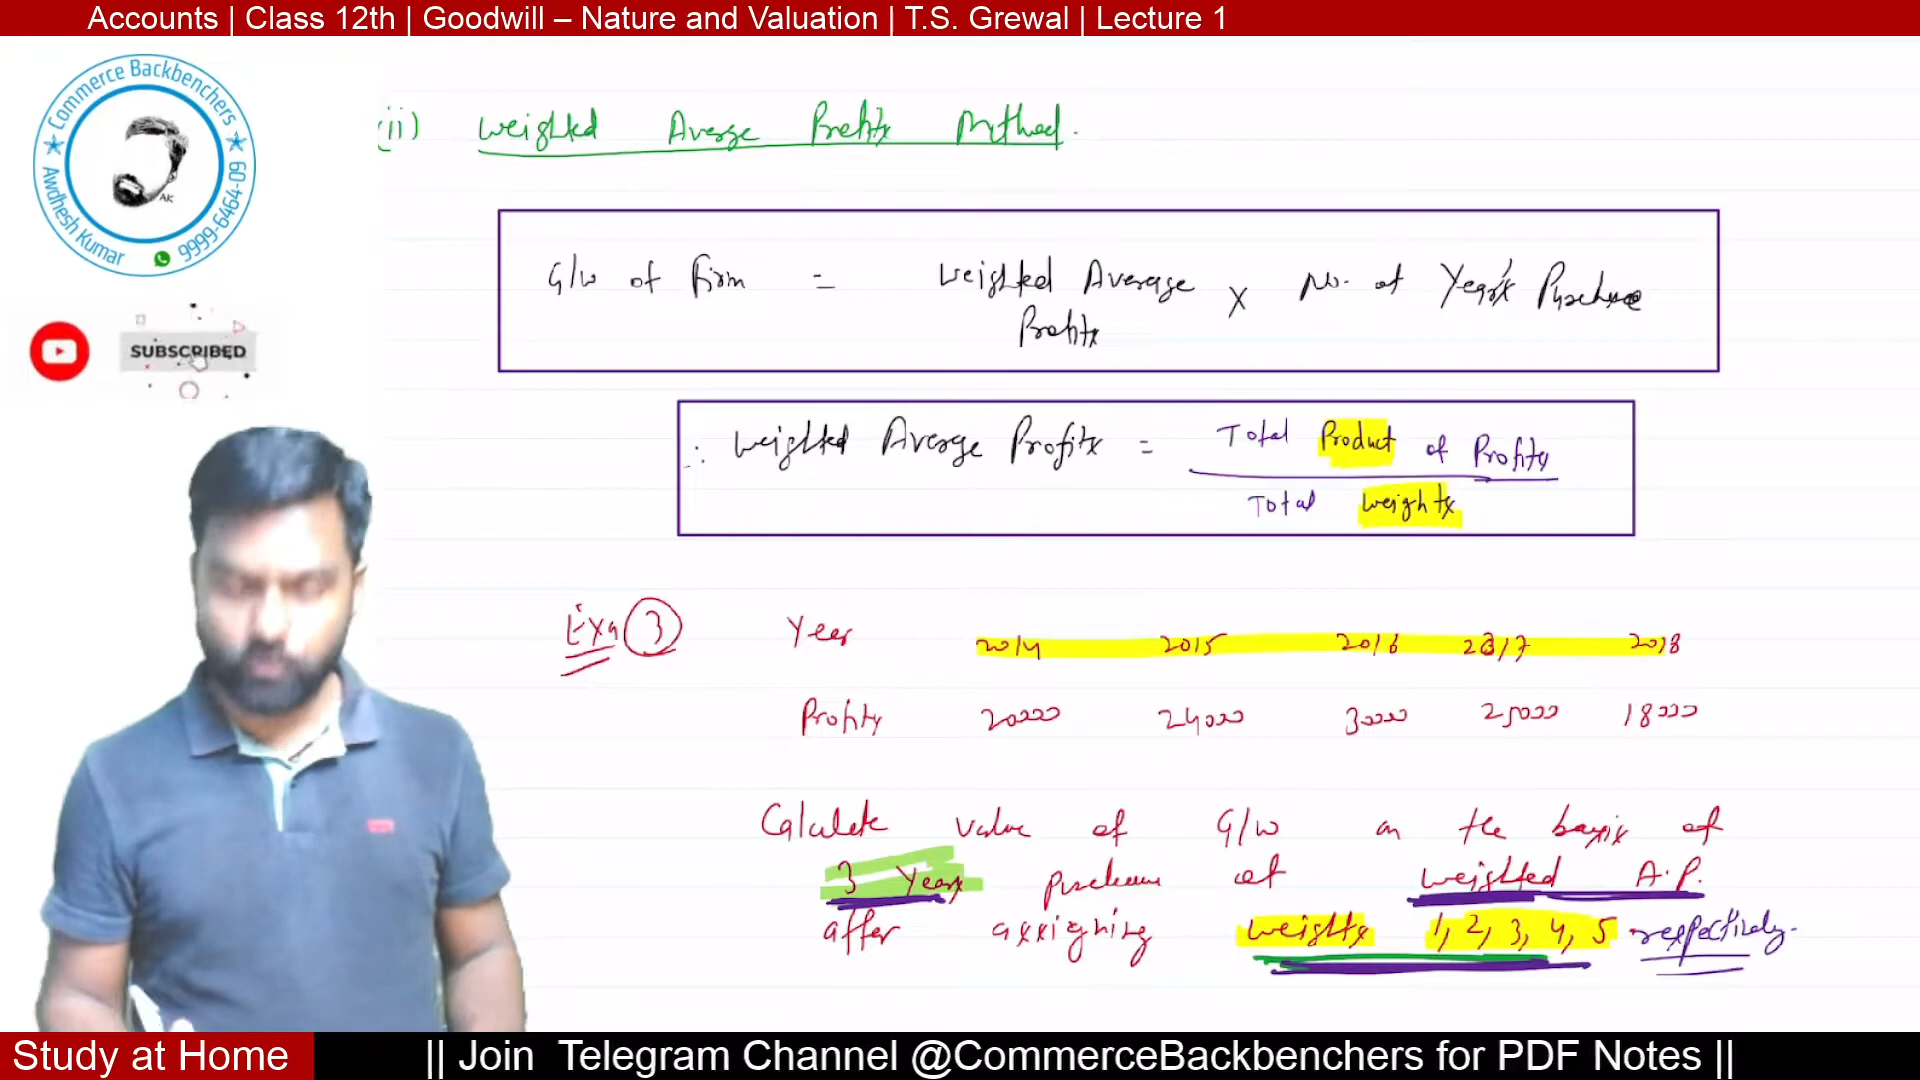 Accounts | Class 12th | Goodwill – Nature and Valuation | T.S. Grewal | Lecture 1
Commerce Backbenchers
AK
Awdhesh Kumar 9999-6464-09
SUBSCRIBED
(ii) Weighted Average Profits Method.
G/W of Firm = Weighted Average Profits X No. of Year's Purchase
∴ Weighted Average Profits = Total Product of Profits
Total Weights
Exa 3 Year 2014 2015 2016 2017 2018
Profits 20000 24000 30000 25000 18000
Calculate value of G/W on the basis of
3 Years purchase of weighted A.P.
after assigning weights 1, 2, 3, 4, 5 respectively.
Study at Home || Join Telegram Channel @CommerceBackbenchers for PDF Notes ||